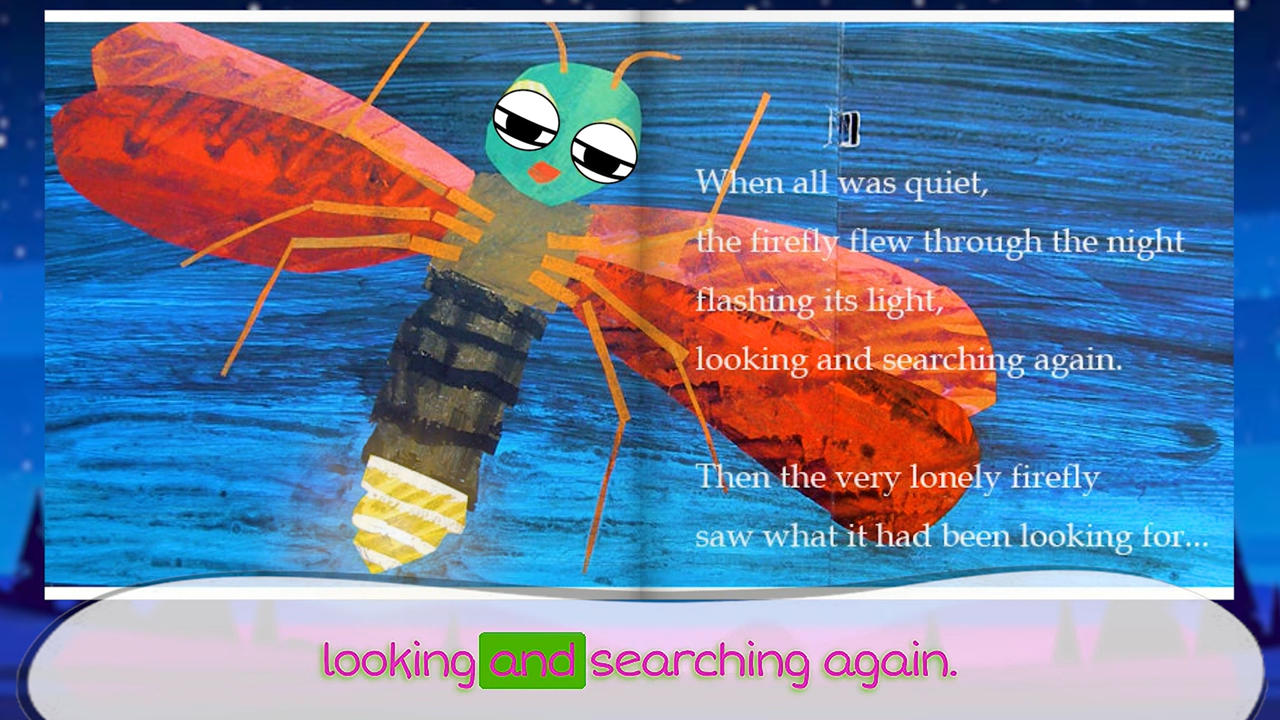 When all was quiet,
the firefly flew through the night
flashing its light,
looking and searching again.
Then the very lonely firefly
saw what it had been looking for...
looking and searching again.